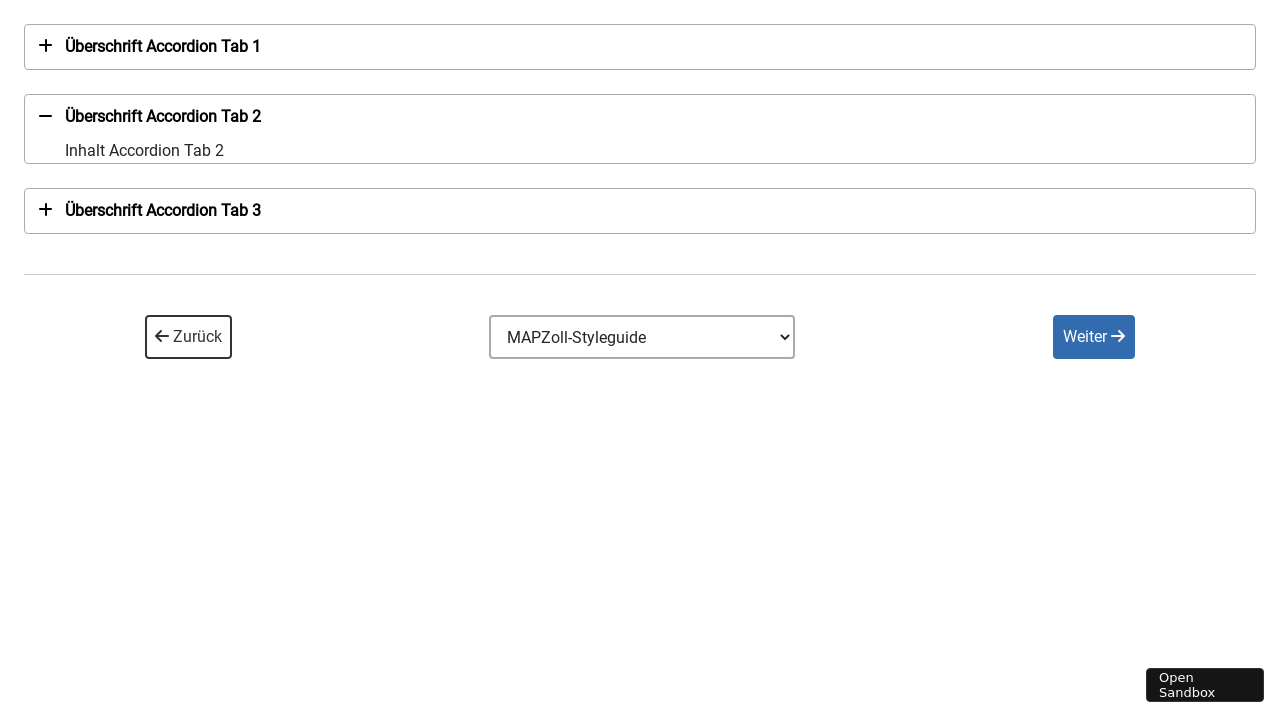 Überschrift Accordion Tab 1
Überschrift Accordion Tab 2
Inhalt Accordion Tab 2
Überschrift Accordion Tab 3
Zurück
MAPZoll-Styleguide
Weiter
Open
Sandbox